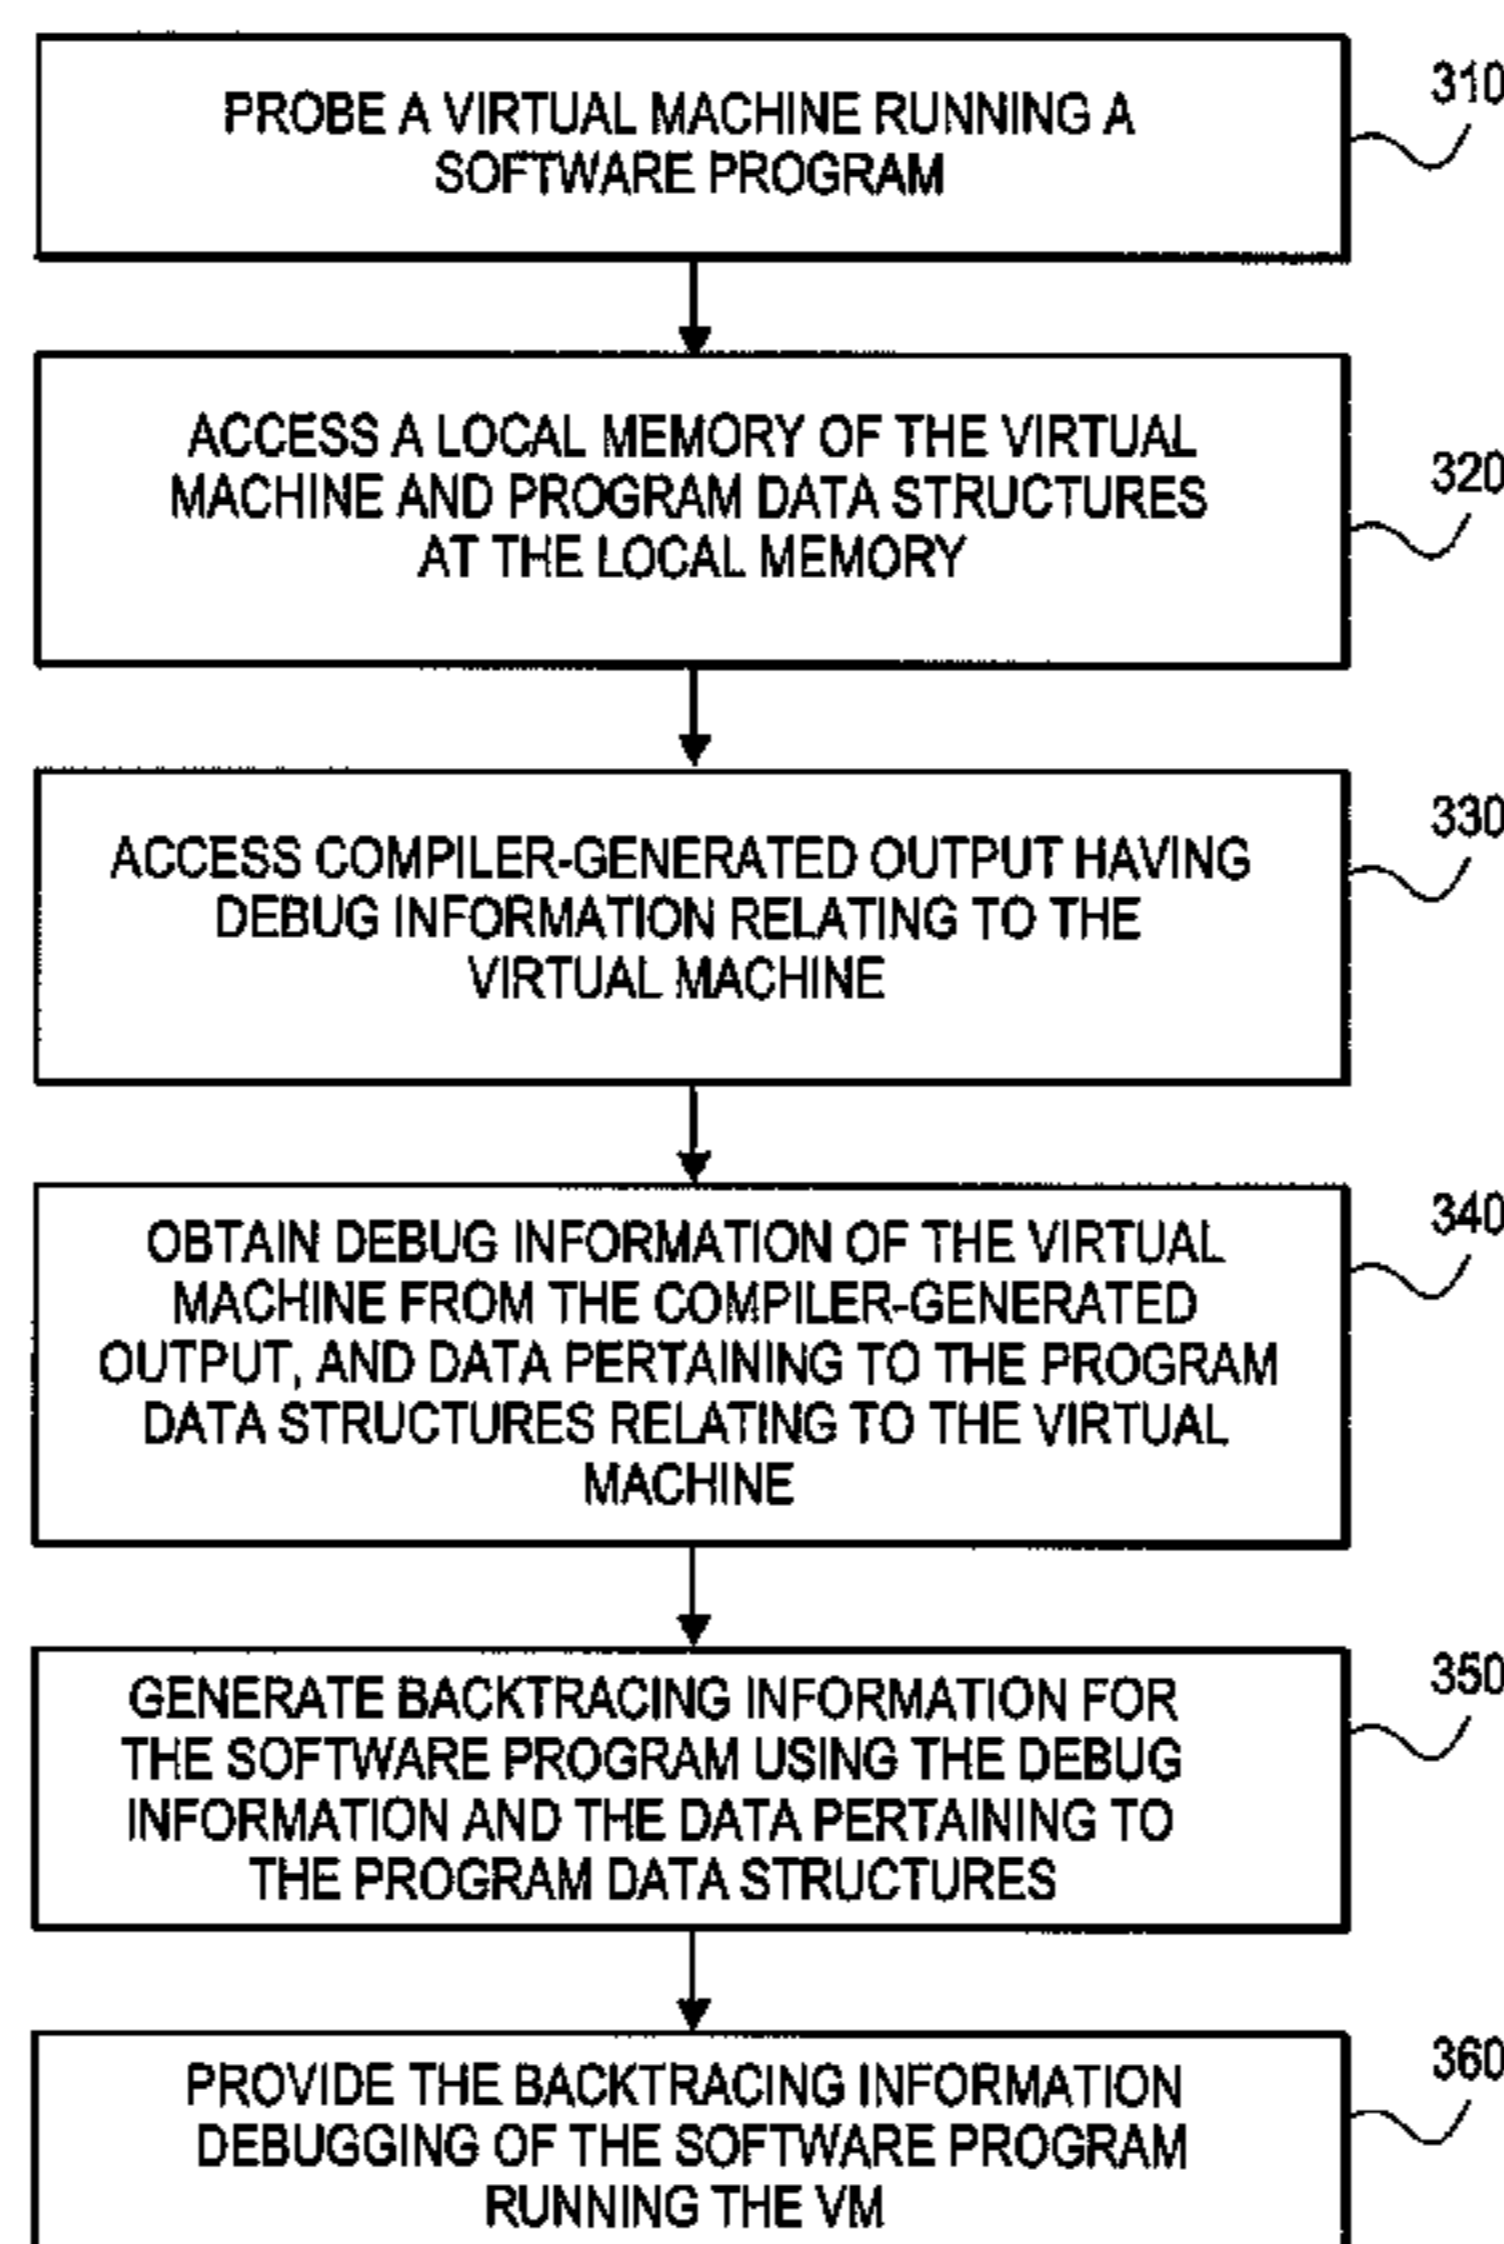 310
PROBE A VIRTUAL MACHINE RUNNING A
SOFTWARE PROGRAM
320
ACCESS A LOCAL MEMORY OF THE VIRTUAL
MACHINE AND PROGRAM DATA STRUCTURES
AT THE LOCAL MEMORY
330
ACCESS COMPILER-GENERATED OUTPUT HAVING
DEBUG INFORMATION RELATING TO THE
VIRTUAL MACHINE
340
OBTAIN DEBUG INFORMATION OF THE VIRTUAL
MACHINE FROM THE COMPILER-GENERATED
OUTPUT, AND DATA PERTAINING TO THE PROGRAM
DATA STRUCTURES RELATING TO THE VIRTUAL
MACHINE
350
GENERATE BACKTRACING INFORMATION FOR
THE SOFTWARE PROGRAM USING THE DEBUG
INFORMATION AND THE DATA PERTAINING TO
THE PROGRAM DATA STRUCTURES
360
PROVIDE THE BACKTRACING INFORMATION
DEBUGGING OF THE SOFTWARE PROGRAM
RUNNING THE VM